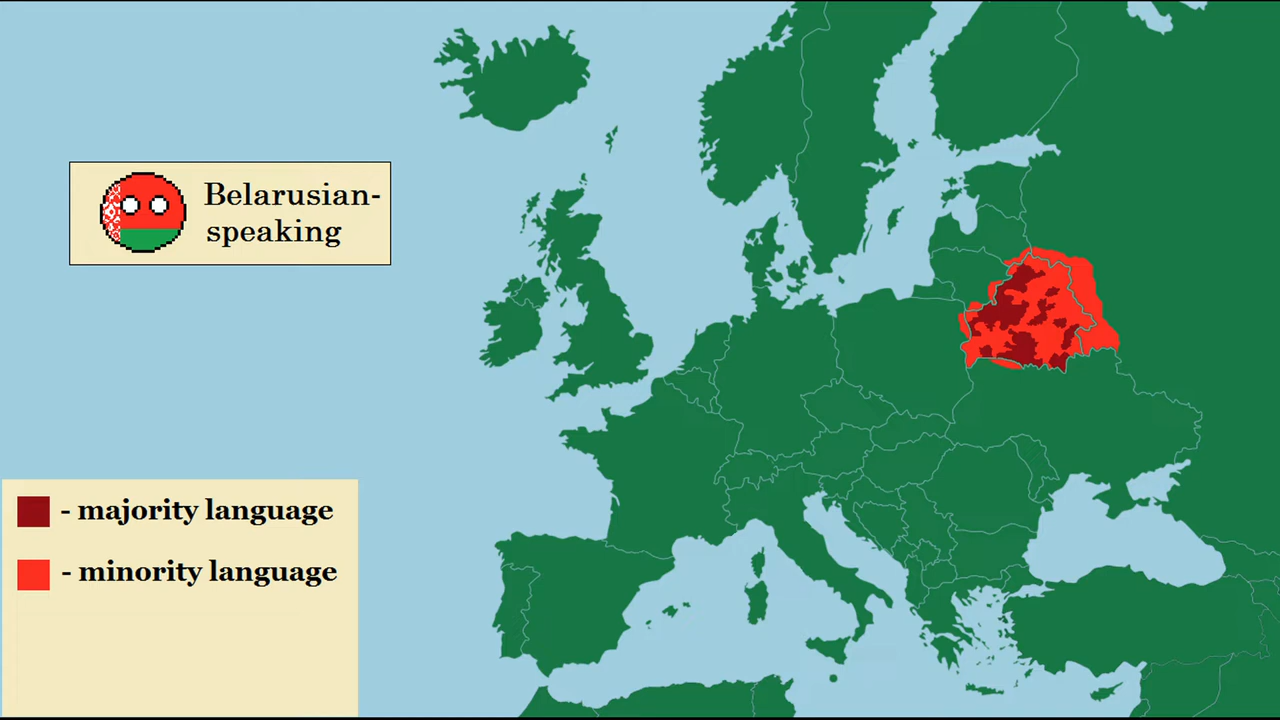 Belarusian-
speaking
- majority language
- minority language